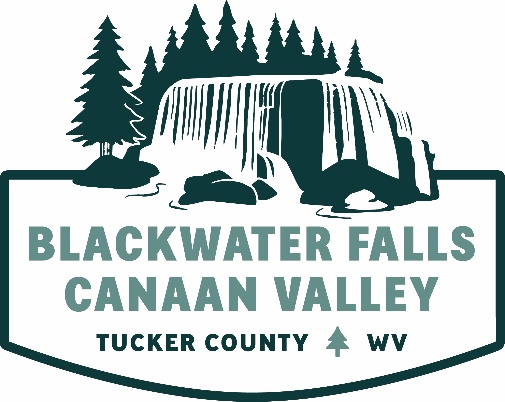 BLACKWATER FALLS
CANAAN VALLEY
TUCKER COUNTY WV